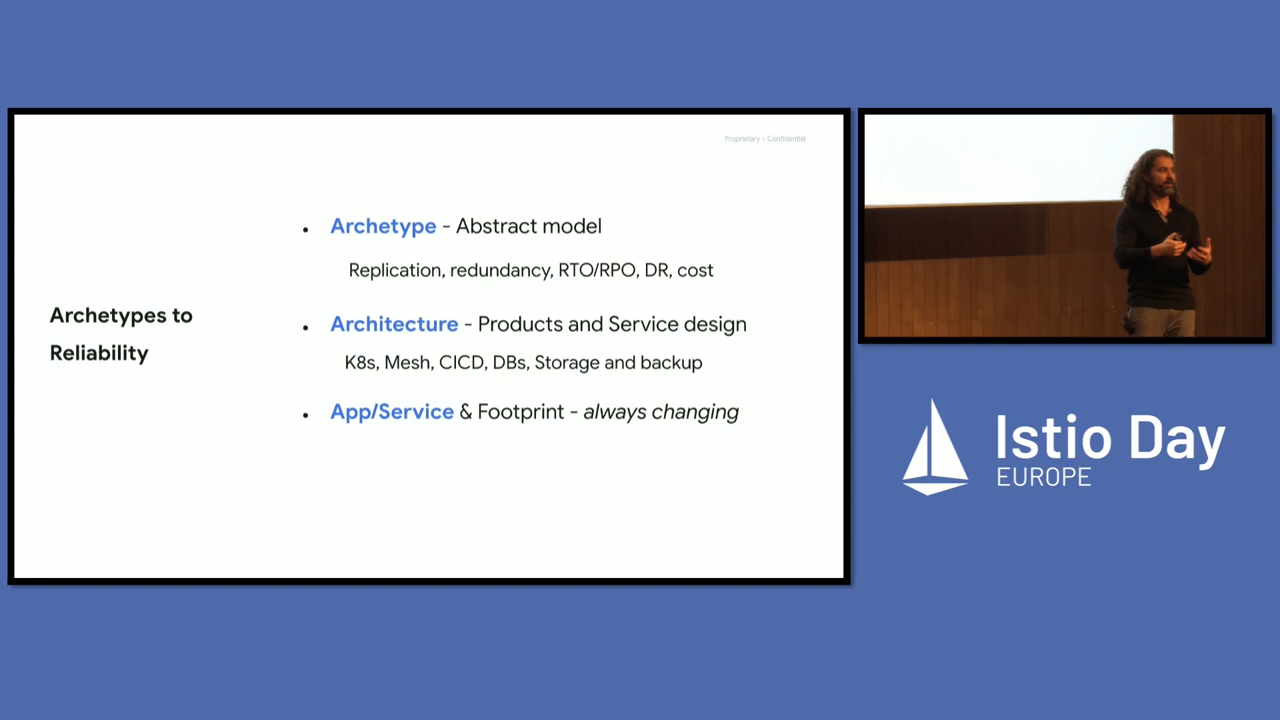 Proprietary + Confidential
Archetypes to
Reliability
• Archetype - Abstract model
Replication, redundancy, RTO/RPO, DR, cost
• Architecture - Products and Service design
K8s, Mesh, CICD, DBs, Storage and backup
• App/Service & Footprint - always changing
Istio Day
EUROPE